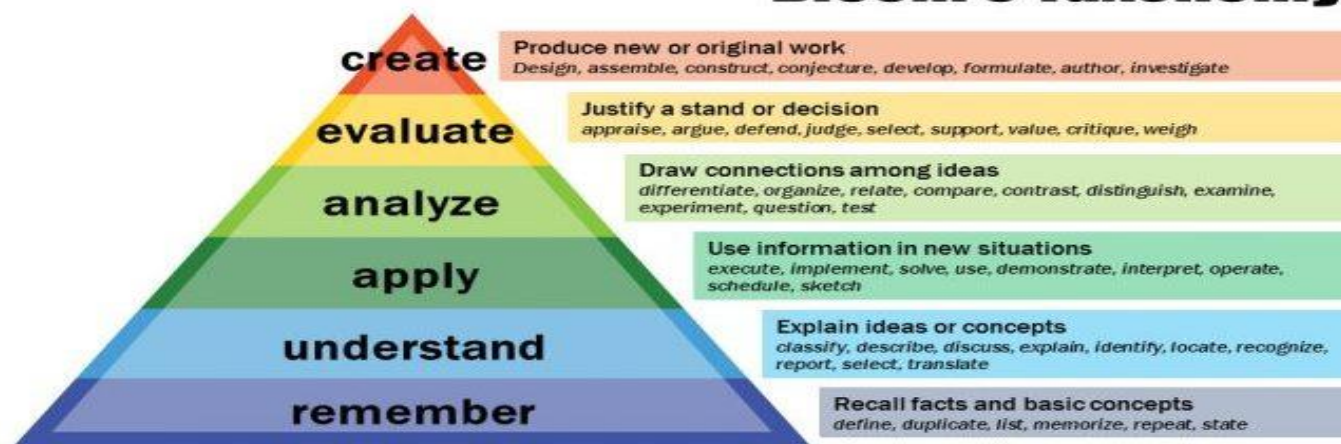 create
Produce new or original work
Design, assemble, construct, conjecture, develop, formulate, author, investigate
evaluate
Justify a stand or decision
appraise, argue, defend, judge, select, support, value, critique, weigh
analyze
Draw connections among ideas
differentiate, organize, relate, compare, contrast, distinguish, examine,
experiment, question, test
apply
Use information in new situations
execute, implement, solve, use, demonstrate, interpret, operate,
schedule, sketch
understand
Explain ideas or concepts
classify, describe, discuss, explain, identify, locate, recognize,
report, select, translate
remember
Recall facts and basic concepts
define, duplicate, list, memorize, repeat, state